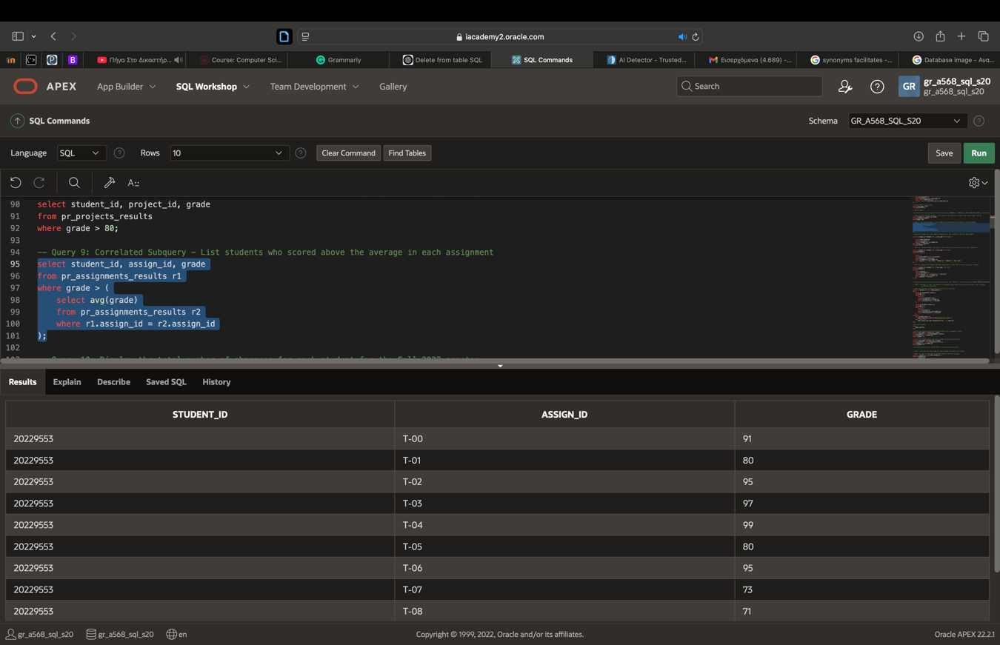 iacademy2.oracle.com
Πήγα Στο Δικαστήρ...
Course: Computer Sci...
Grammarly
Delete from table SQL
SQL Commands
AI Detector - Trusted...
Εισερχόμενα (4.689) -...
synonyms facilitates -...
Database image - Ανα...
APEX
App Builder
SQL Workshop
Team Development
Gallery
Search
GR
gr_a568_sql_s20
gr_a568_sql_s20
SQL Commands
Schema
GR_A568_SQL_S20
Language
SQL
Rows
10
Clear Command
Find Tables
Save
Run
90 select student_id, project_id, grade
91 from pr_projects_results
92 where grade > 80;
93
94 -- Query 9: Correlated Subquery - List students who scored above the average in each assignment
95 select student_id, assign_id, grade
96 from pr_assignments_results r1
97 where grade > (
98 select avg(grade)
99 from pr_assignments_results r2
100 where r1.assign_id = r2.assign_id
101 );
102
Results
Explain
Describe
Saved SQL
History
STUDENT_ID ASSIGN_ID GRADE
20229553 T-00 91
20229553 T-01 80
20229553 T-02 95
20229553 T-03 97
20229553 T-04 99
20229553 T-05 80
20229553 T-06 95
20229553 T-07 73
20229553 T-08 71
gr_a568_sql_s20
gr_a568_sql_s20
en
Copyright © 1999, 2022, Oracle and/or its affiliates.
Oracle APEX 22.2.1